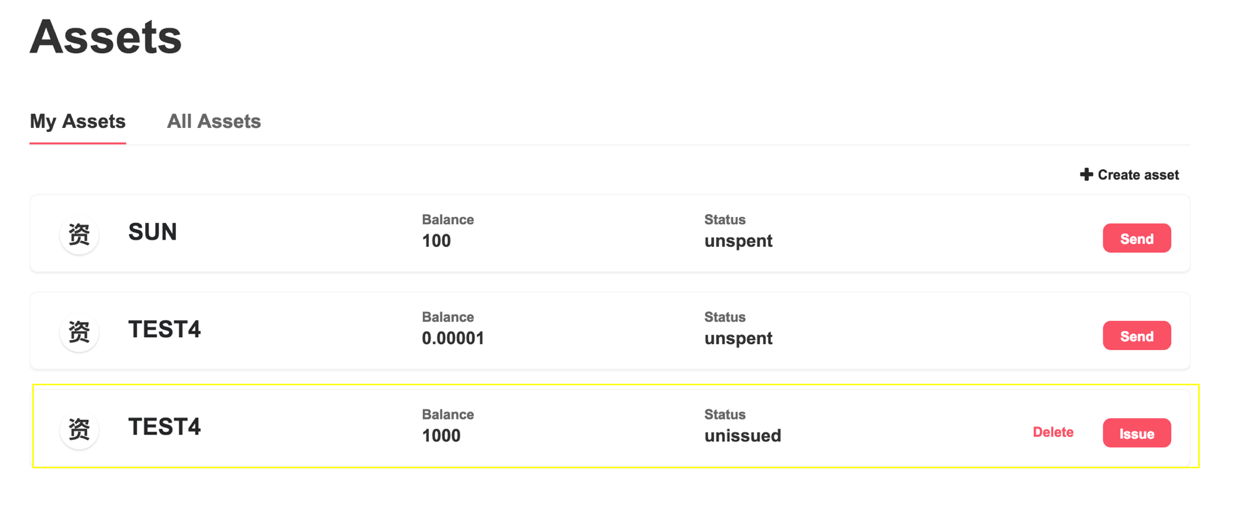 Assets
My Assets All Assets
Create asset
资 SUN Balance Status
100 unspent Send
资 TEST4 Balance Status
0.00001 unspent Send
资 TEST4 Balance Status
1000 unissued Delete Issue